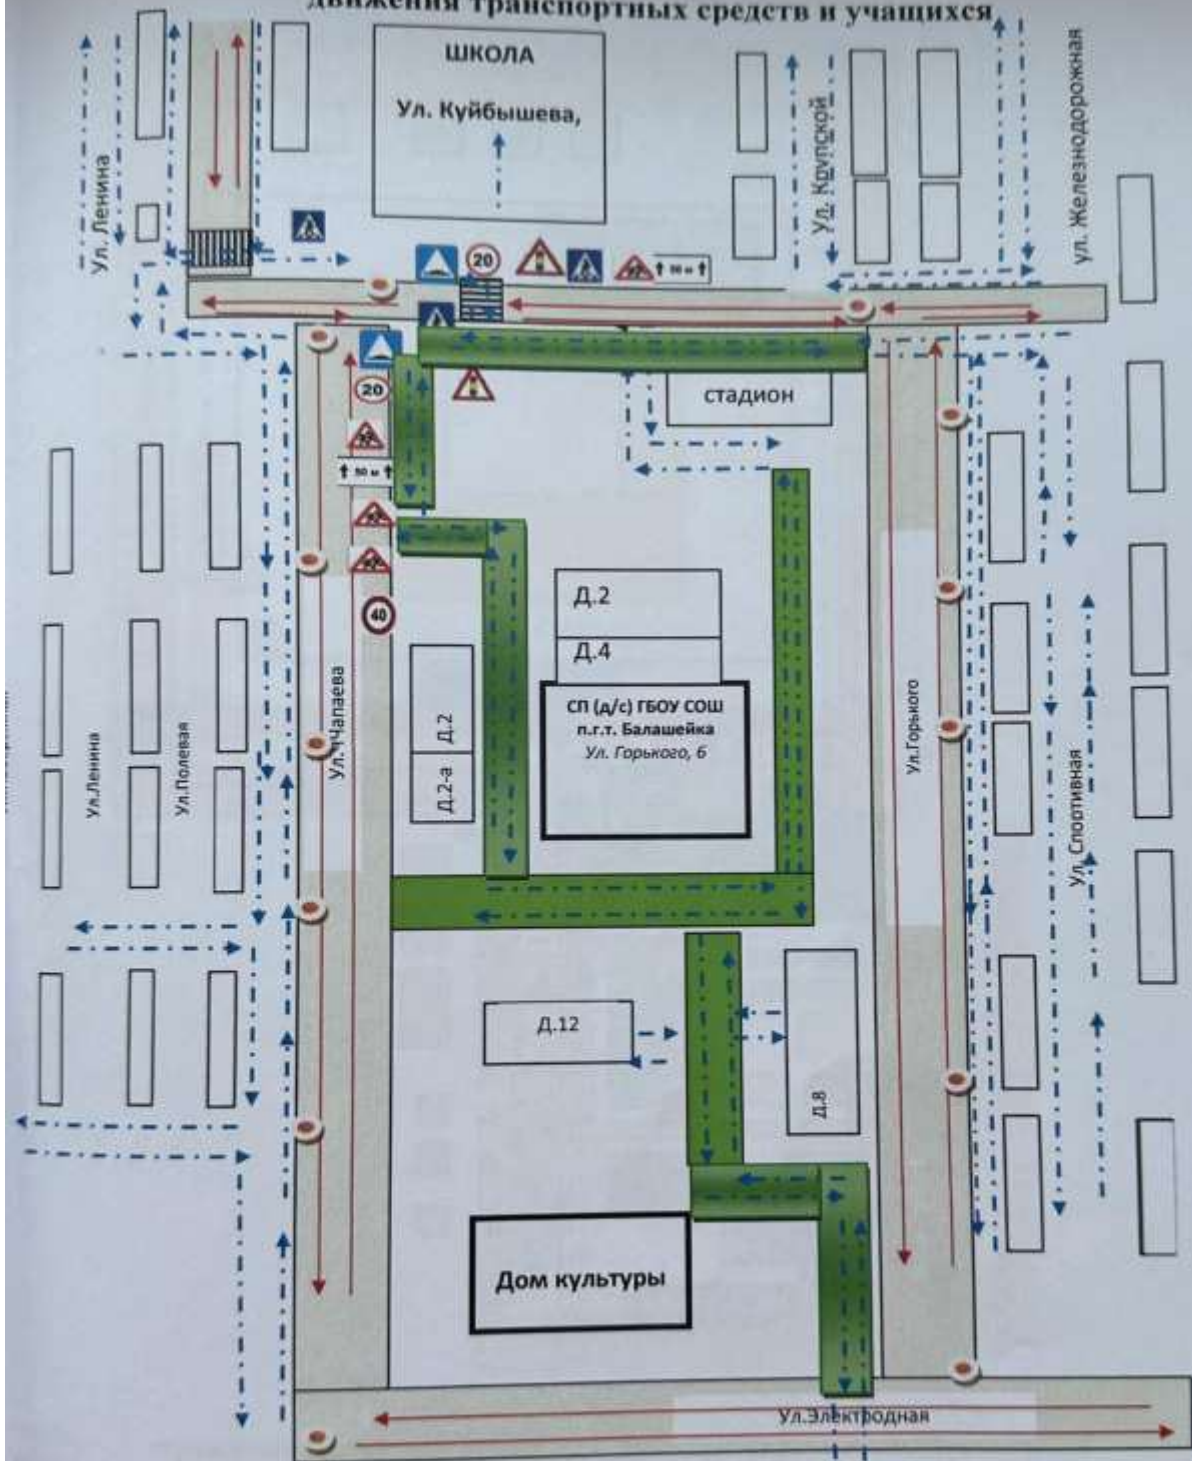 движения транспортных средств и учащихся
ШКОЛА
Ул. Куйбышева,
Ул. Ленина
Ул. Крупской
ул. Железнодорожная
20
↑ 50 м ↑
20
стадион
↑ 50 м ↑
40
Д.2
Д.4
СП (д/с) ГБОУ СОШ
п.г.т. Балашейка
Ул. Горького, 6
Д.2
Д.2-а
Ул.Ленина
Ул.Полевая
Ул.Чапаева
Ул.Горького
Ул. Спортивная
Д.12
Д.8
Дом культуры
Ул.Электродная